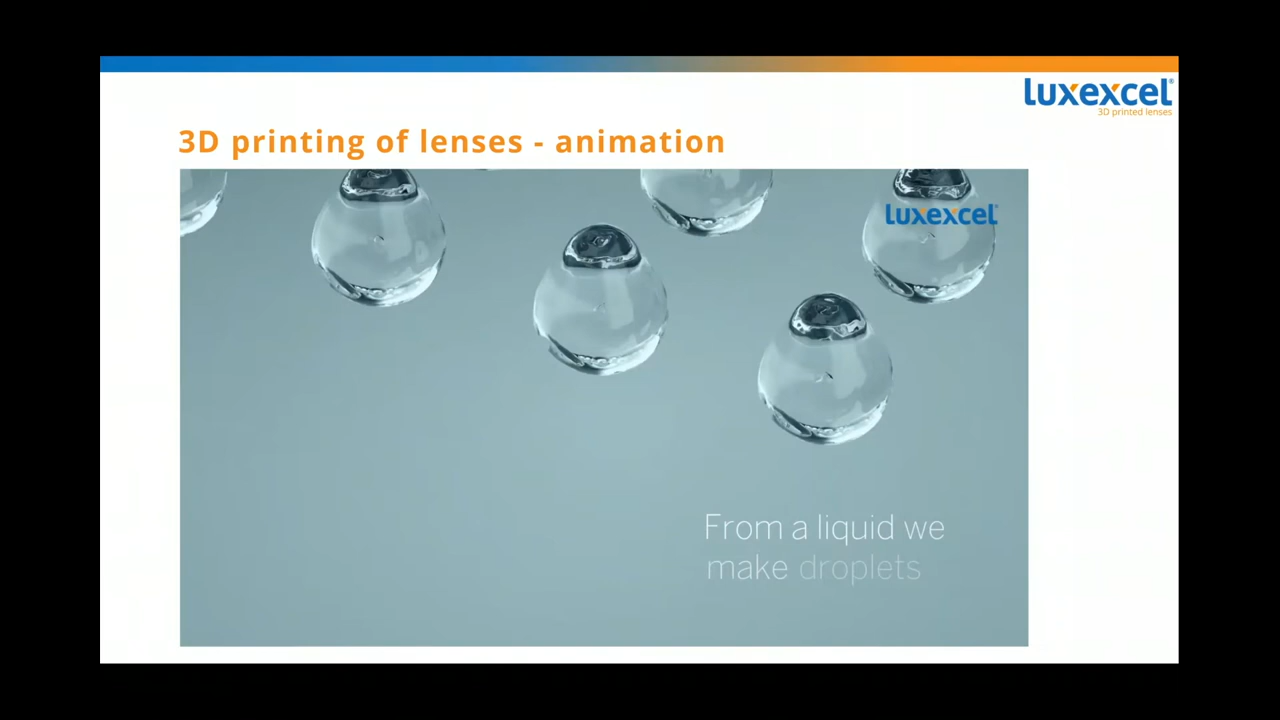 luxexcel®
3D printed lenses
3D printing of lenses - animation
luxexcel®
From a liquid we
make droplets